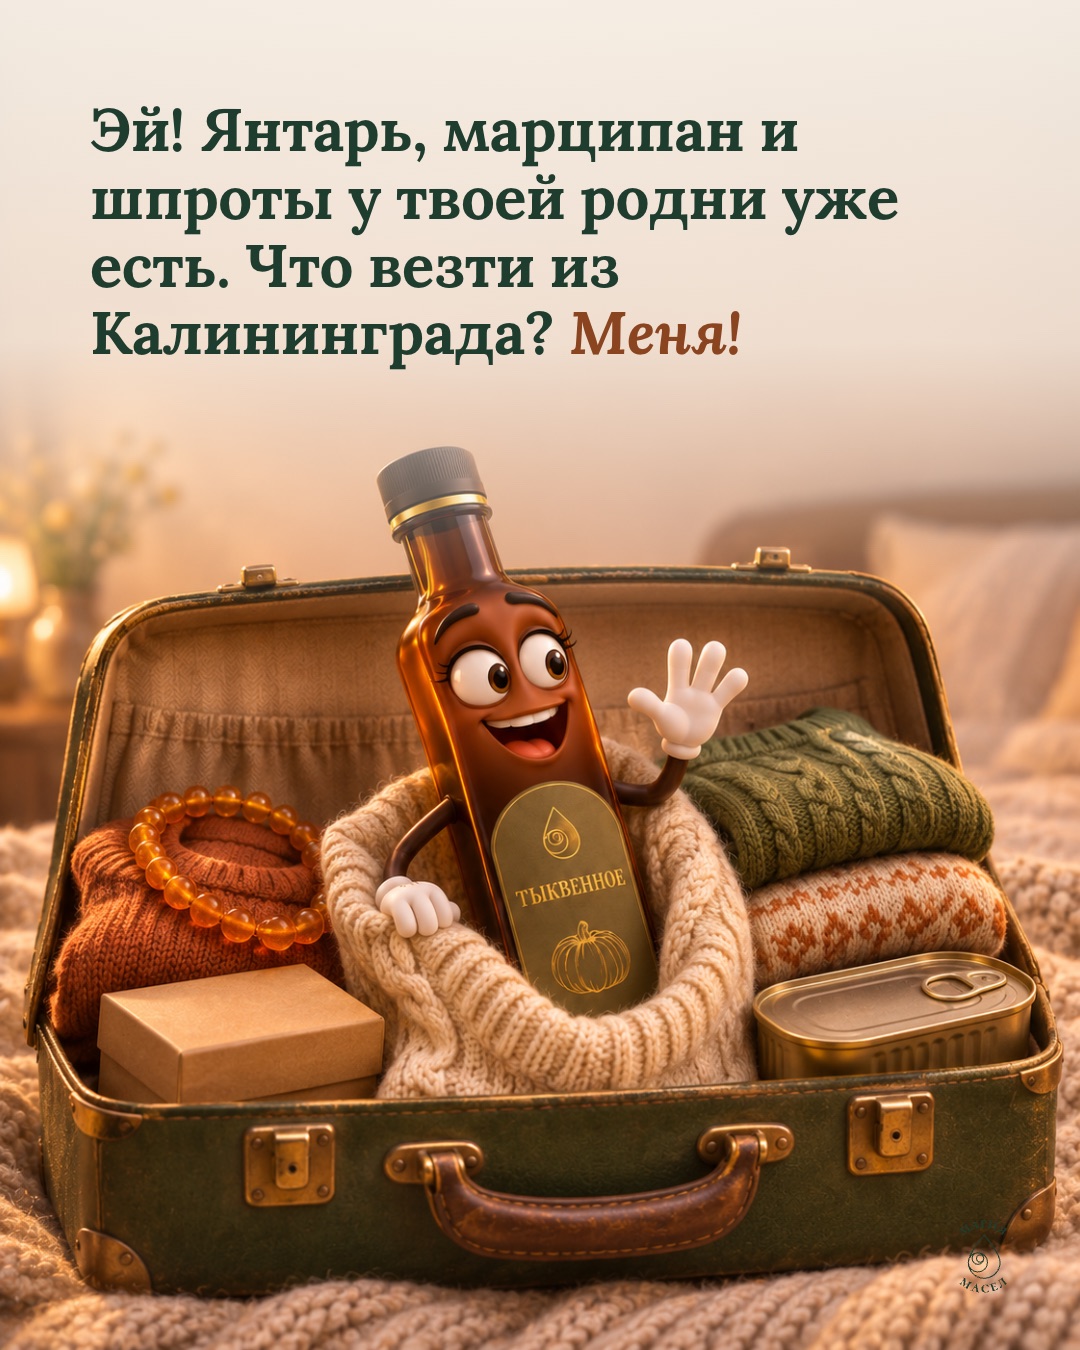 Эй! Янтарь, марципан и
шпроты у твоей родни уже
есть. Что везти из
Калининграда? Меня!
ТЫКВЕННОЕ
МАСЕЛ